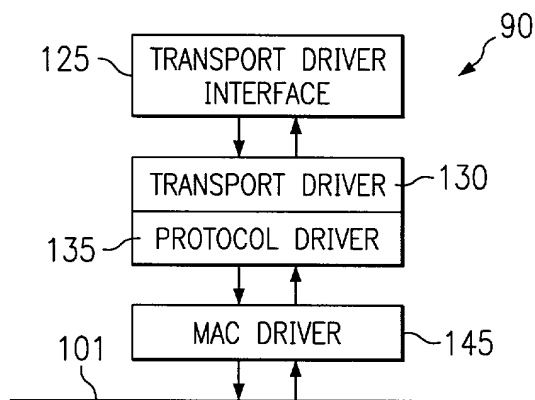 90
125
TRANSPORT DRIVER
INTERFACE
TRANSPORT DRIVER
130
135
PROTOCOL DRIVER
MAC DRIVER
145
101